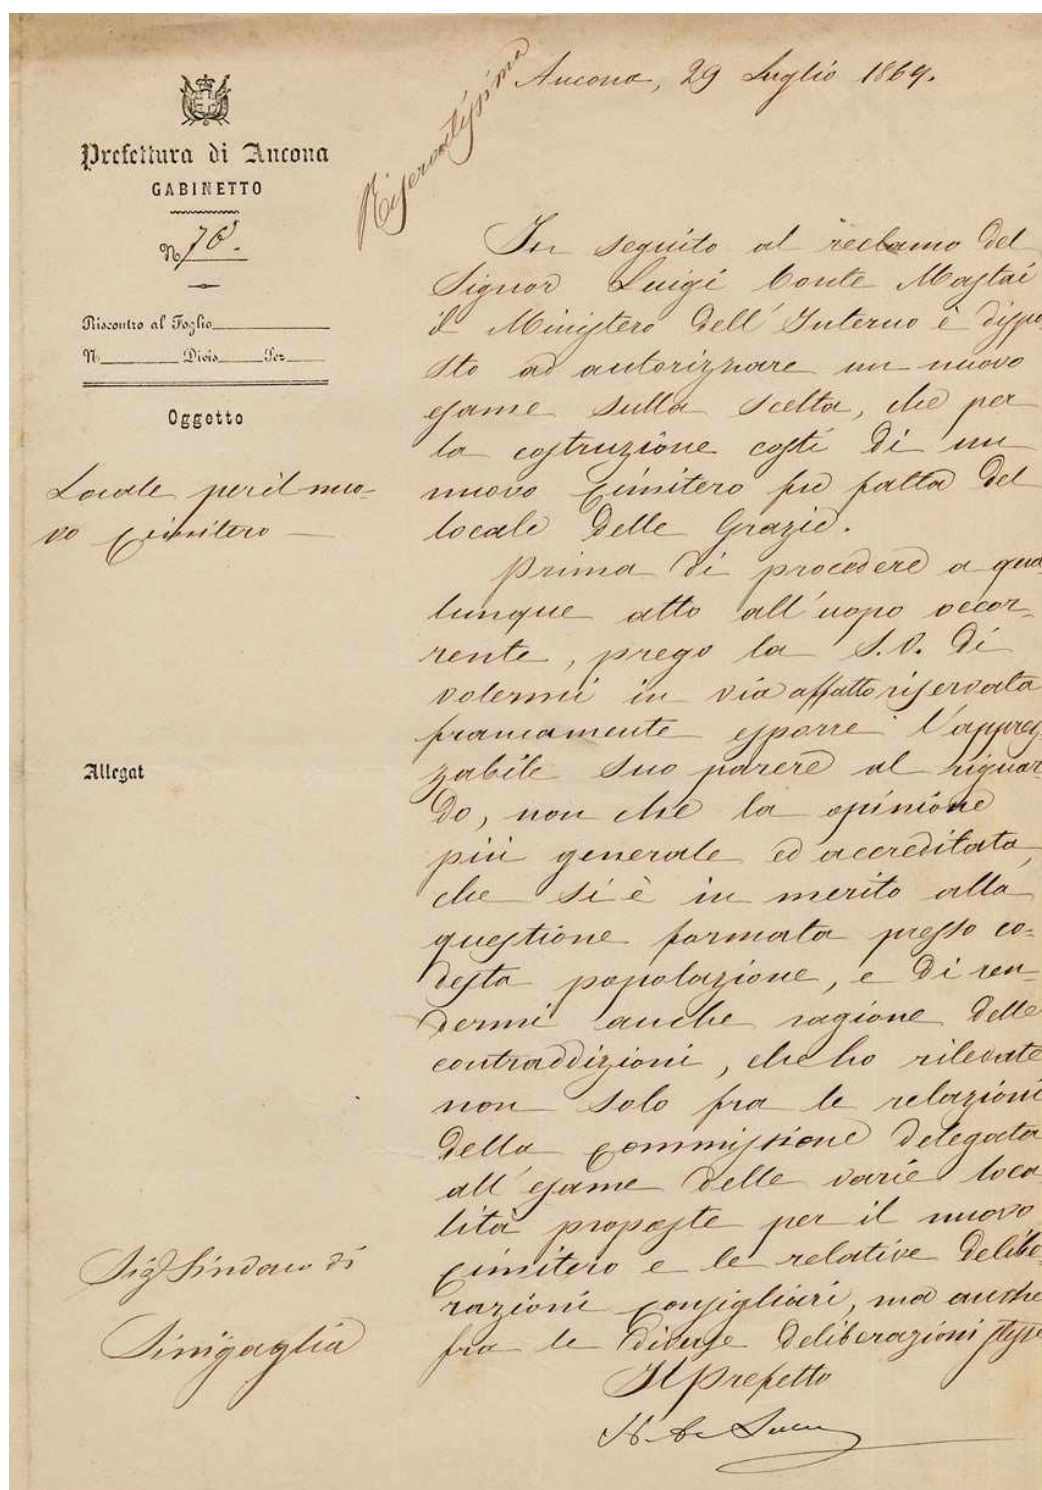 Riservatissima
Ancona, 29 Luglio 1869.
Prefettura di Ancona
GABINETTO
N. 76.
Riscontro al Foglio
N. Divis. Sez.
Oggetto
Locale per il nuo-
vo Cimitero
Allegat
Sig. Sindaco di
Sinigaglia
In seguito al reclamo del
Signor Luigi Conte Mastai
il Ministero dell'Interno è dispo
sto ad autorizzare un nuovo
esame sulla scelta, che per
la costruzione costì di un
nuovo Cimitero fu fatta del
locale delle Grazie.
Prima di procedere a qua
lunque atto all'uopo occor-
rente, prego la S.V. di
volermi in via affatto riservata
francamente esporre l'apprez
zabile suo parere al riguar
do, non che la opinione
più generale ed accreditata,
che si è in merito alla
questione formata presso co-
desta popolazione, e di ren-
dermi anche ragione delle
contraddizioni, che ho rilevate
non solo fra le relazioni
della Commissione delegata
all'esame delle varie loca
lità proposte per il nuovo
Cimitero e le relative delibe
razioni Consigliari, ma anche
fra le diverse deliberazioni stesse
Il Prefetto